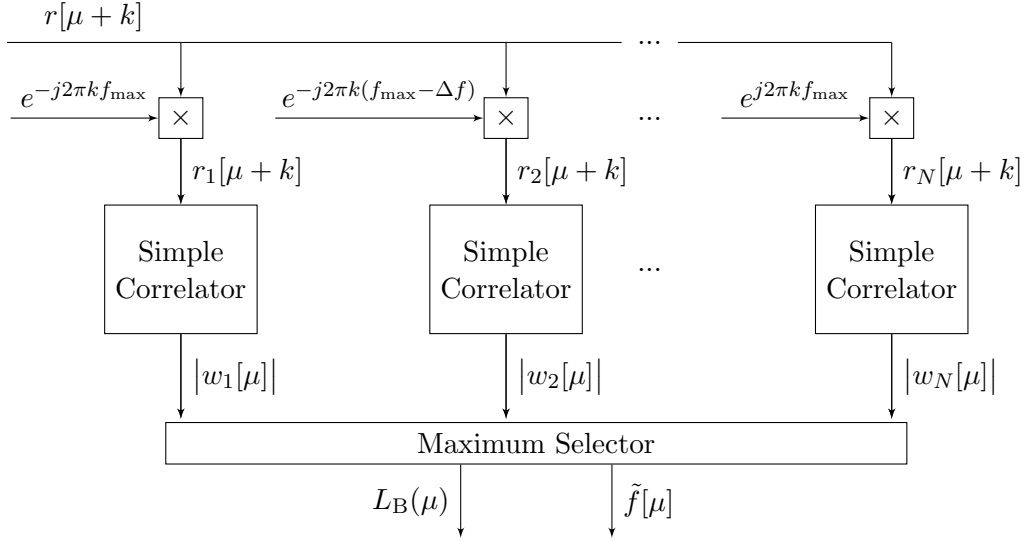 r[μ + k]
...
e^{-j2πkf_max} × e^{-j2πk(f_max−Δf)} × ... e^{j2πkf_max} ×
r_1[μ + k] r_2[μ + k] r_N[μ + k]
Simple Simple Simple
Correlator Correlator ... Correlator
|w_1[μ]| |w_2[μ]| |w_N[μ]|
Maximum Selector
L_B(μ) f̃[μ]